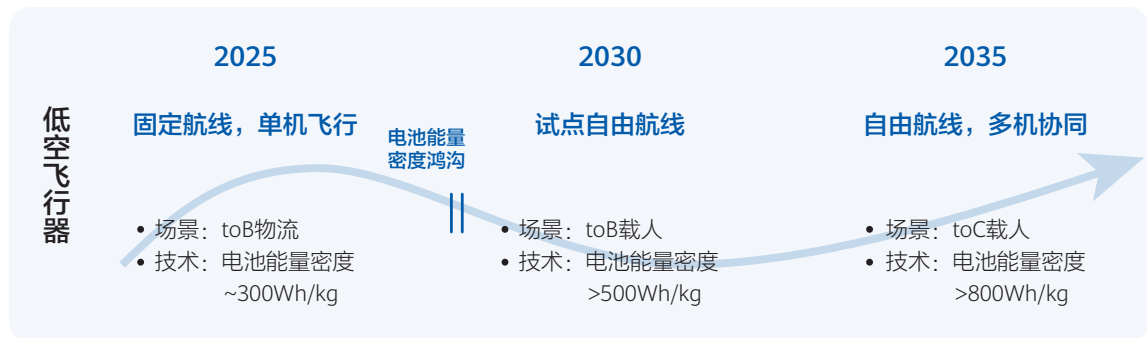 2025
2030
2035
低空飞行器
固定航线，单机飞行
电池能量
密度鸿沟
试点自由航线
自由航线，多机协同
• 场景：toB物流
• 技术：电池能量密度
~300Wh/kg
• 场景：toB载人
• 技术：电池能量密度
>500Wh/kg
• 场景：toC载人
• 技术：电池能量密度
>800Wh/kg